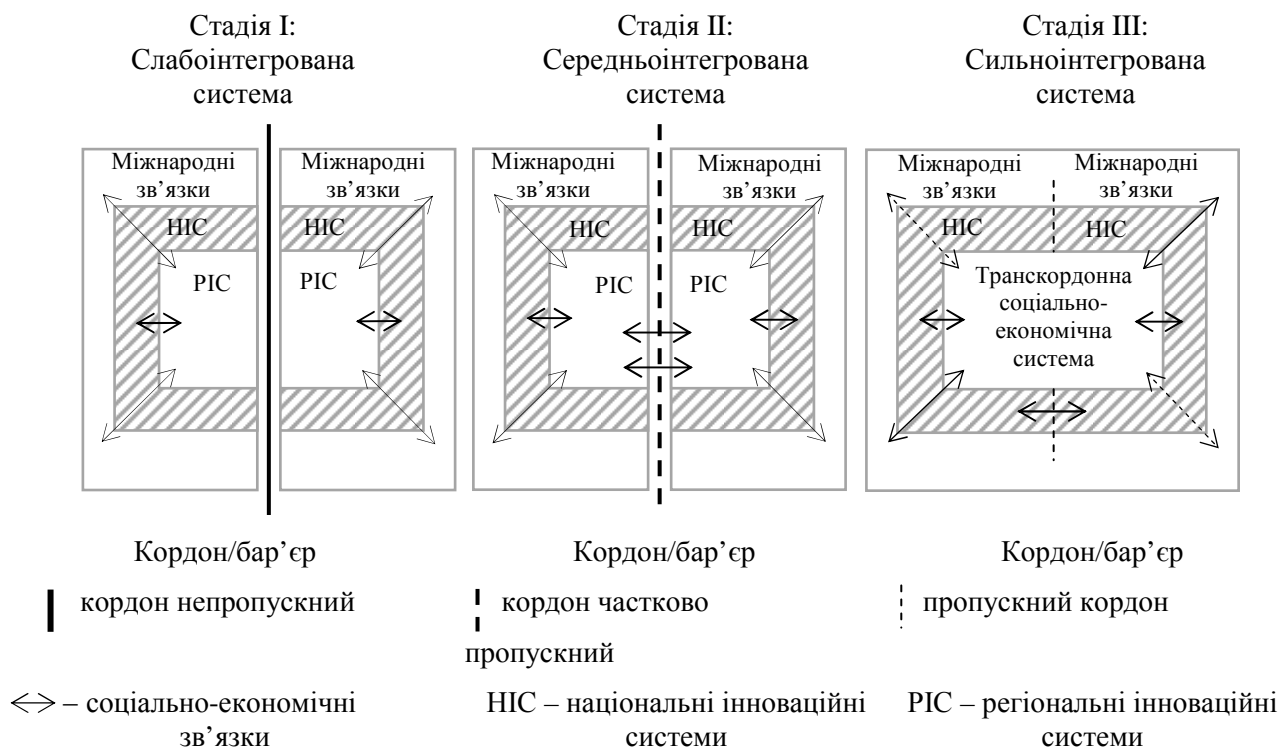 Стадія I:
Слабоінтегрована
система
Стадія II:
Середньоінтегрована
система
Стадія III:
Сильноінтегрована
система
Міжнародні
зв’язки
Міжнародні
зв’язки
НІС
НІС
РІС
РІС
Міжнародні
зв’язки
Міжнародні
зв’язки
НІС
НІС
РІС
РІС
Міжнародні
зв’язки
Міжнародні
зв’язки
НІС
НІС
Транскордонна
соціально-
економічна
система
Кордон/бар’єр
Кордон/бар’єр
Кордон/бар’єр
кордон непропускний
кордон частково
пропускний
пропускний кордон
– соціально-економічні
зв’язки
НІС – національні інноваційні
системи
РІС – регіональні інноваційні
системи